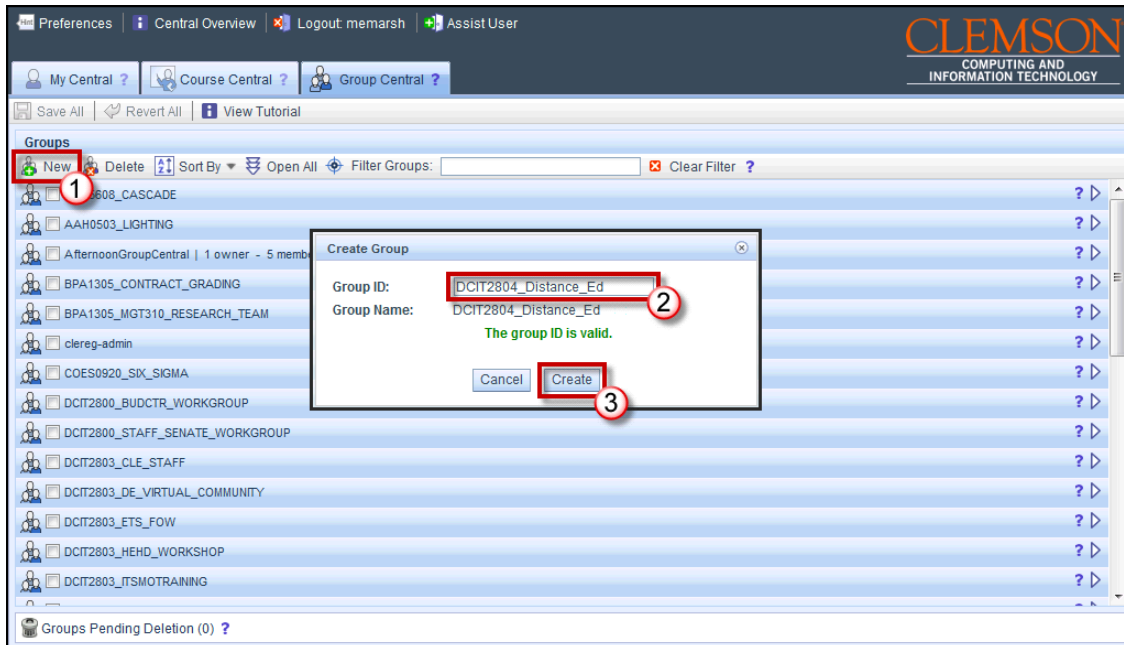 Hint Preferences | Central Overview | Logout: memarsh | Assist User
CLEMSON
COMPUTING AND
INFORMATION TECHNOLOGY
My Central ? Course Central ? Group Central ?
Save All | Revert All | View Tutorial
Groups
New Delete Sort By Open All Filter Groups: Clear Filter ?
1
608_CASCADE ?
AAH0503_LIGHTING ?
AfternoonGroupCentral | 1 owner - 5 memb ?
BPA1305_CONTRACT_GRADING ?
BPA1305_MGT310_RESEARCH_TEAM ?
clereg-admin ?
COES0920_SIX_SIGMA ?
DCIT2800_BUDCTR_WORKGROUP ?
DCIT2800_STAFF_SENATE_WORKGROUP ?
DCIT2803_CLE_STAFF ?
DCIT2803_DE_VIRTUAL_COMMUNITY ?
DCIT2803_ETS_FOW ?
DCIT2803_HEHD_WORKSHOP ?
DCIT2803_ITSMOTRAINING ?
Create Group
Group ID: DCIT2804_Distance_Ed
2
Group Name: DCIT2804_Distance_Ed
The group ID is valid.
Cancel Create
3
Groups Pending Deletion (0) ?